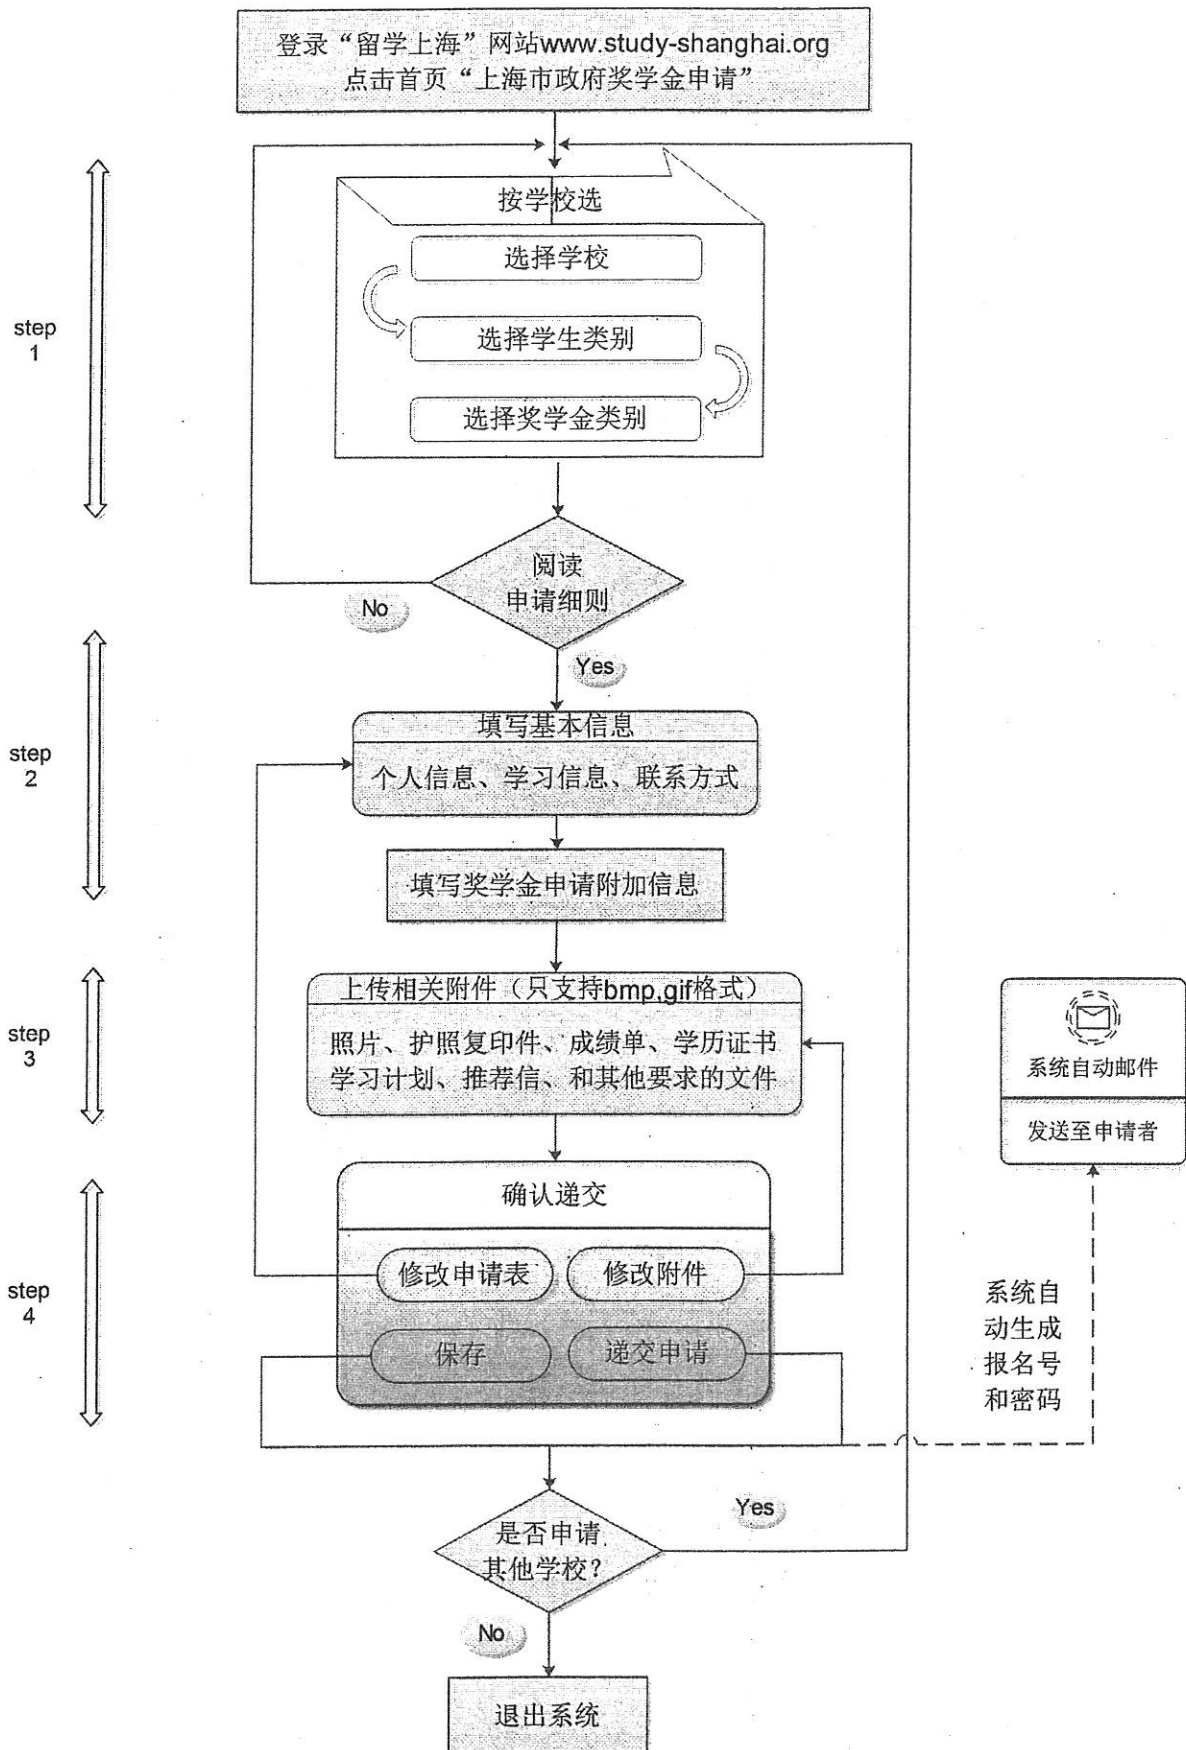 登录“留学上海”网站www.study-shanghai.org
点击首页“上海市政府奖学金申请”
按学校选
选择学校
选择学生类别
选择奖学金类别
step
1
阅读
申请细则
No
Yes
填写基本信息
个人信息、学习信息、联系方式
step
2
填写奖学金申请附加信息
上传相关附件（只支持bmp,gif格式）
照片、护照复印件、成绩单、学历证书
学习计划、推荐信、和其他要求的文件
step
3
系统自动邮件
发送至申请者
确认递交
修改申请表
修改附件
保存
递交申请
step
4
系统自
动生成
报名号
和密码
是否申请
其他学校？
Yes
No
退出系统